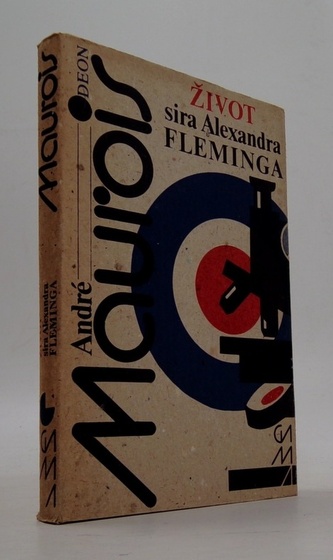 Maurois
sira Alexandra
FLEMINGA
André
Maurois
ODEON
ŽIVOT
sira Alexandra
FLEMINGA